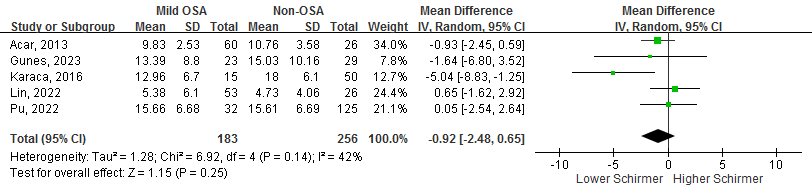 Mild OSA Non-OSA Mean Difference Mean Difference
Study or Subgroup Mean SD Total Mean SD Total Weight IV, Random, 95% CI IV, Random, 95% CI
Acar, 2013 9.83 2.53 60 10.76 3.58 26 34.0% -0.93 [-2.45, 0.59]
Gunes, 2023 13.39 8.8 23 15.03 10.16 29 7.8% -1.64 [-6.80, 3.52]
Karaca, 2016 12.96 6.7 15 18 6.1 50 12.7% -5.04 [-8.83, -1.25]
Lin, 2022 5.38 6.1 53 4.73 4.06 26 24.4% 0.65 [-1.62, 2.92]
Pu, 2022 15.66 6.68 32 15.61 6.69 125 21.1% 0.05 [-2.54, 2.64]
Total (95% CI) 183 256 100.0% -0.92 [-2.48, 0.65]
Heterogeneity: Tau² = 1.28; Chi² = 6.92, df = 4 (P = 0.14); I² = 42%
Test for overall effect: Z = 1.15 (P = 0.25)
-10 -5 0 5 10
Lower Schirmer Higher Schirmer